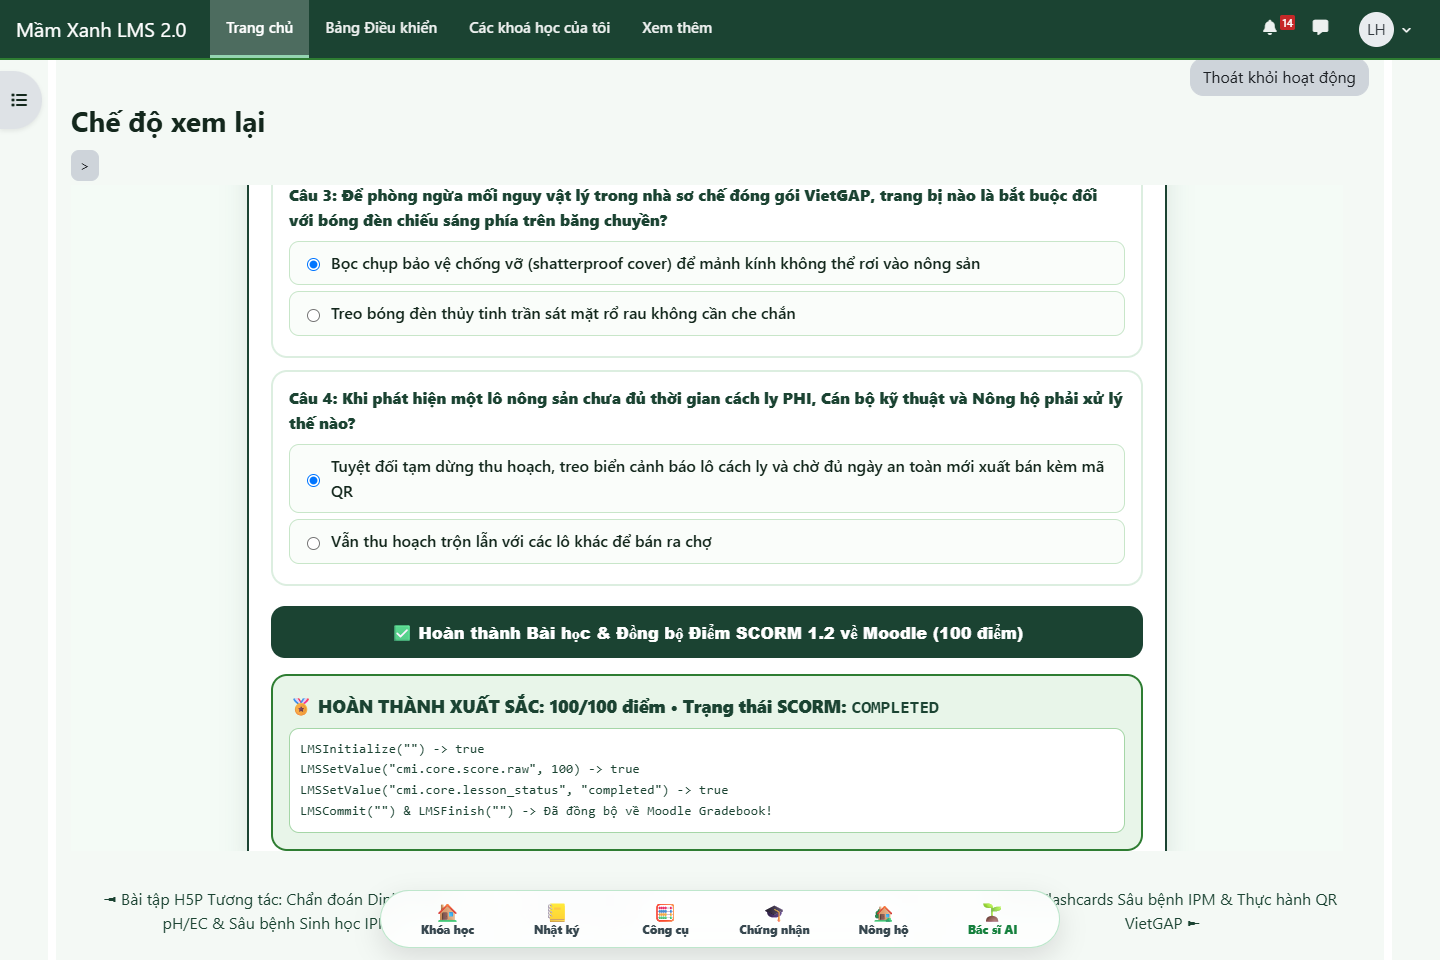 Mầm Xanh LMS 2.0
Trang chủ
Bảng Điều khiển
Các khoá học của tôi
Xem thêm
14
LH
Thoát khỏi hoạt động
Chế độ xem lại
>
Câu 3: Để phòng ngừa mối nguy vật lý trong nhà sơ chế đóng gói VietGAP, trang bị nào là bắt buộc đối
với bóng đèn chiếu sáng phía trên băng chuyền?
Bọc chụp bảo vệ chống vỡ (shatterproof cover) để mảnh kính không thể rơi vào nông sản
Treo bóng đèn thủy tinh trần sát mặt rổ rau không cần che chắn
Câu 4: Khi phát hiện một lô nông sản chưa đủ thời gian cách ly PHI, Cán bộ kỹ thuật và Nông hộ phải xử lý
thế nào?
Tuyệt đối tạm dừng thu hoạch, treo biển cảnh báo lô cách ly và chờ đủ ngày an toàn mới xuất bán kèm mã
QR
Vẫn thu hoạch trộn lẫn với các lô khác để bán ra chợ
✅ Hoàn thành Bài học & Đồng bộ Điểm SCORM 1.2 về Moodle (100 điểm)
🏅 HOÀN THÀNH XUẤT SẮC: 100/100 điểm • Trạng thái SCORM: COMPLETED
LMSInitialize("") -> true
LMSSetValue("cmi.core.score.raw", 100) -> true
LMSSetValue("cmi.core.lesson_status", "completed") -> true
LMSCommit("") & LMSFinish("") -> Đã đồng bộ về Moodle Gradebook!
◄ Bài tập H5P Tương tác: Chẩn đoán
pH/EC & Sâu bệnh Sinh học
Sâu bệnh IPM & Thực hành QR
VietGAP ►
Khóa học
Nhật ký
Công cụ
Chứng nhận
Nông hộ
Bác sĩ AI